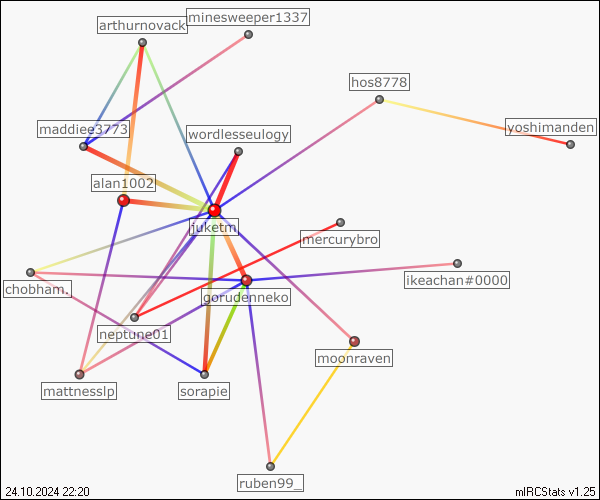 minesweeper1337
arthurnovack
hos8778
yoshimanden
maddiee3773
wordlesseulogy
alan1002
juketm
mercurybro
ikeachan#0000
chobham.
gorudenneko
neptune01
moonraven
mattnesslp
sorapie
ruben99_
24.10.2024 22:20
mIRCStats v1.25